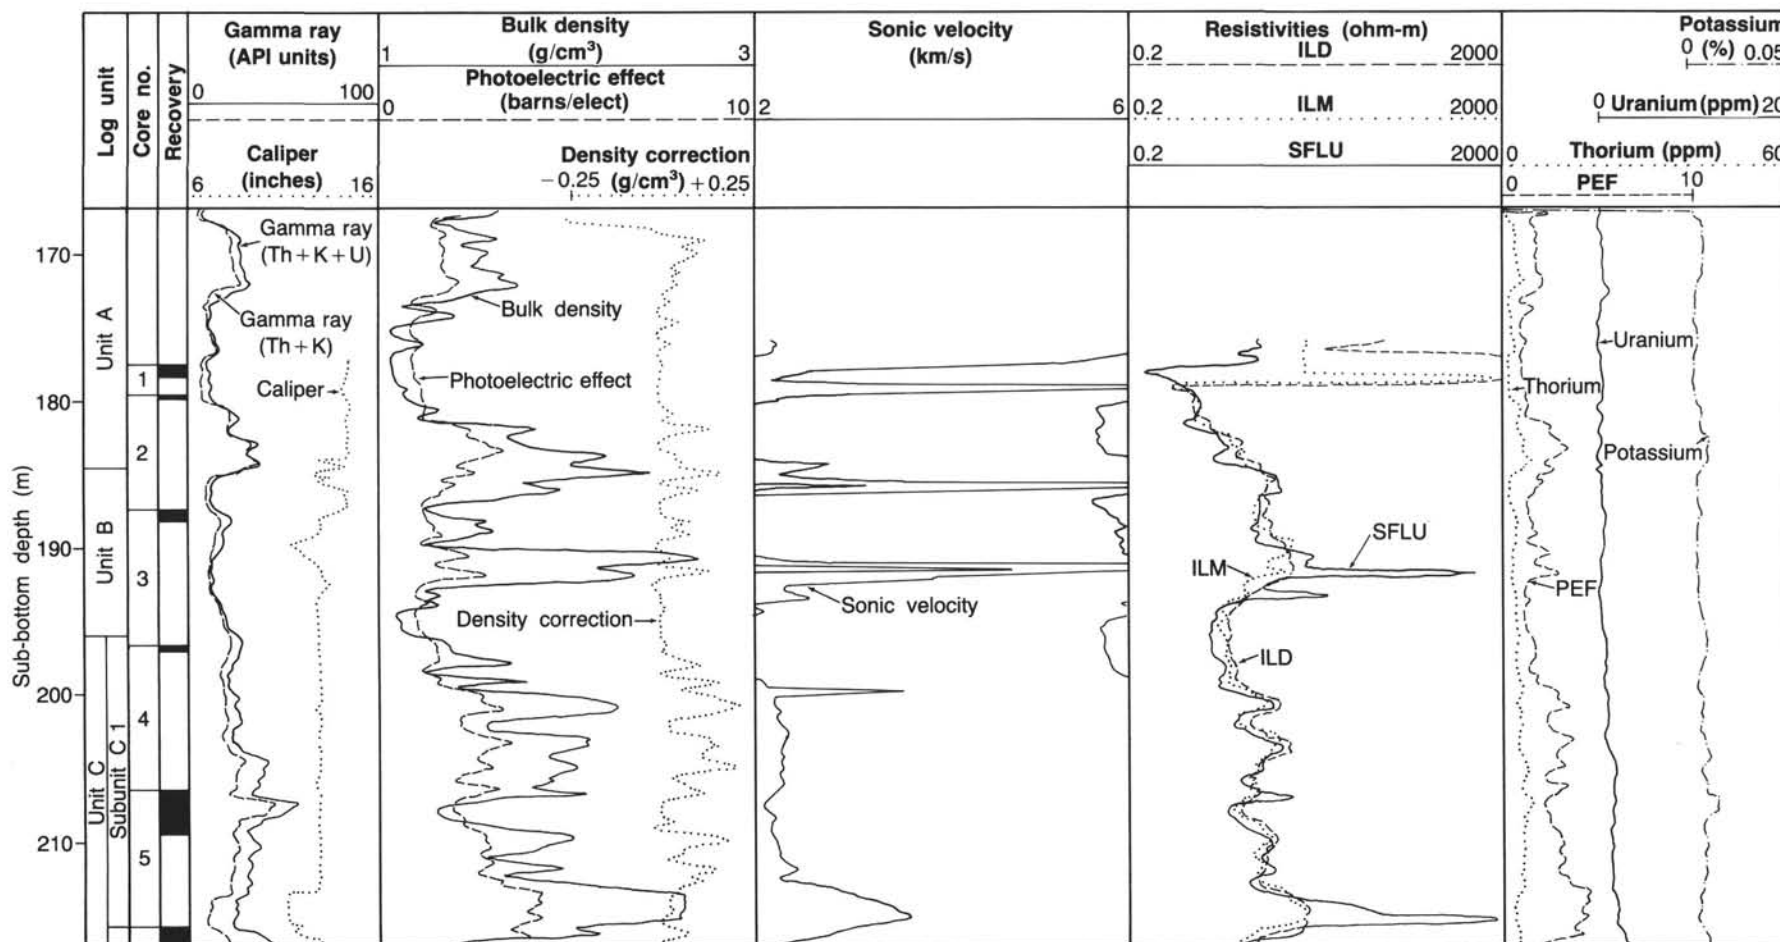 Log unit
Core no.
Recovery
Gamma ray
(API units)
0 100
Caliper
(inches)
6 16
Bulk density
(g/cm³)
1 3
Photoelectric effect
(barns/elect)
0 10
Density correction
(g/cm³)
−0.25 +0.25
Sonic velocity
(km/s)
2 6
Resistivities (ohm-m)
0.2 ILD 2000
0.2 ILM 2000
0.2 SFLU 2000
Potassium
0 (%) 0.05
0 Uranium (ppm) 20
0 Thorium (ppm) 60
0 PEF 10
Sub-bottom depth (m)
170
180
190
200
210
Unit A
Unit B
Unit C
Subunit C 1
1
2
3
4
5
Gamma ray
(Th+K+U)
Gamma ray
(Th+K)
Caliper
Bulk density
Photoelectric effect
Density correction
Sonic velocity
SFLU
ILM
ILD
Uranium
Thorium
Potassium
PEF